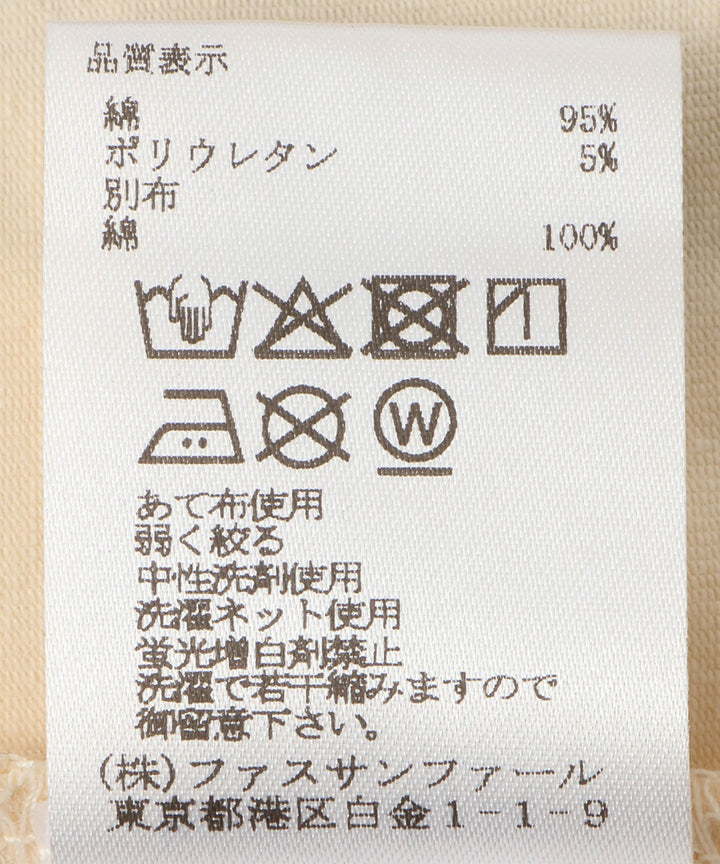 品質表示
綿 95%
ポリウレタン 5%
別布
綿 100%
W
あて布使用
弱く絞る
中性洗剤使用
洗濯ネット使用
蛍光増白剤禁止
洗濯で若干縮みますので
御留意下さい。
(株)ファスサンファール
東京都港区白金1-1-9